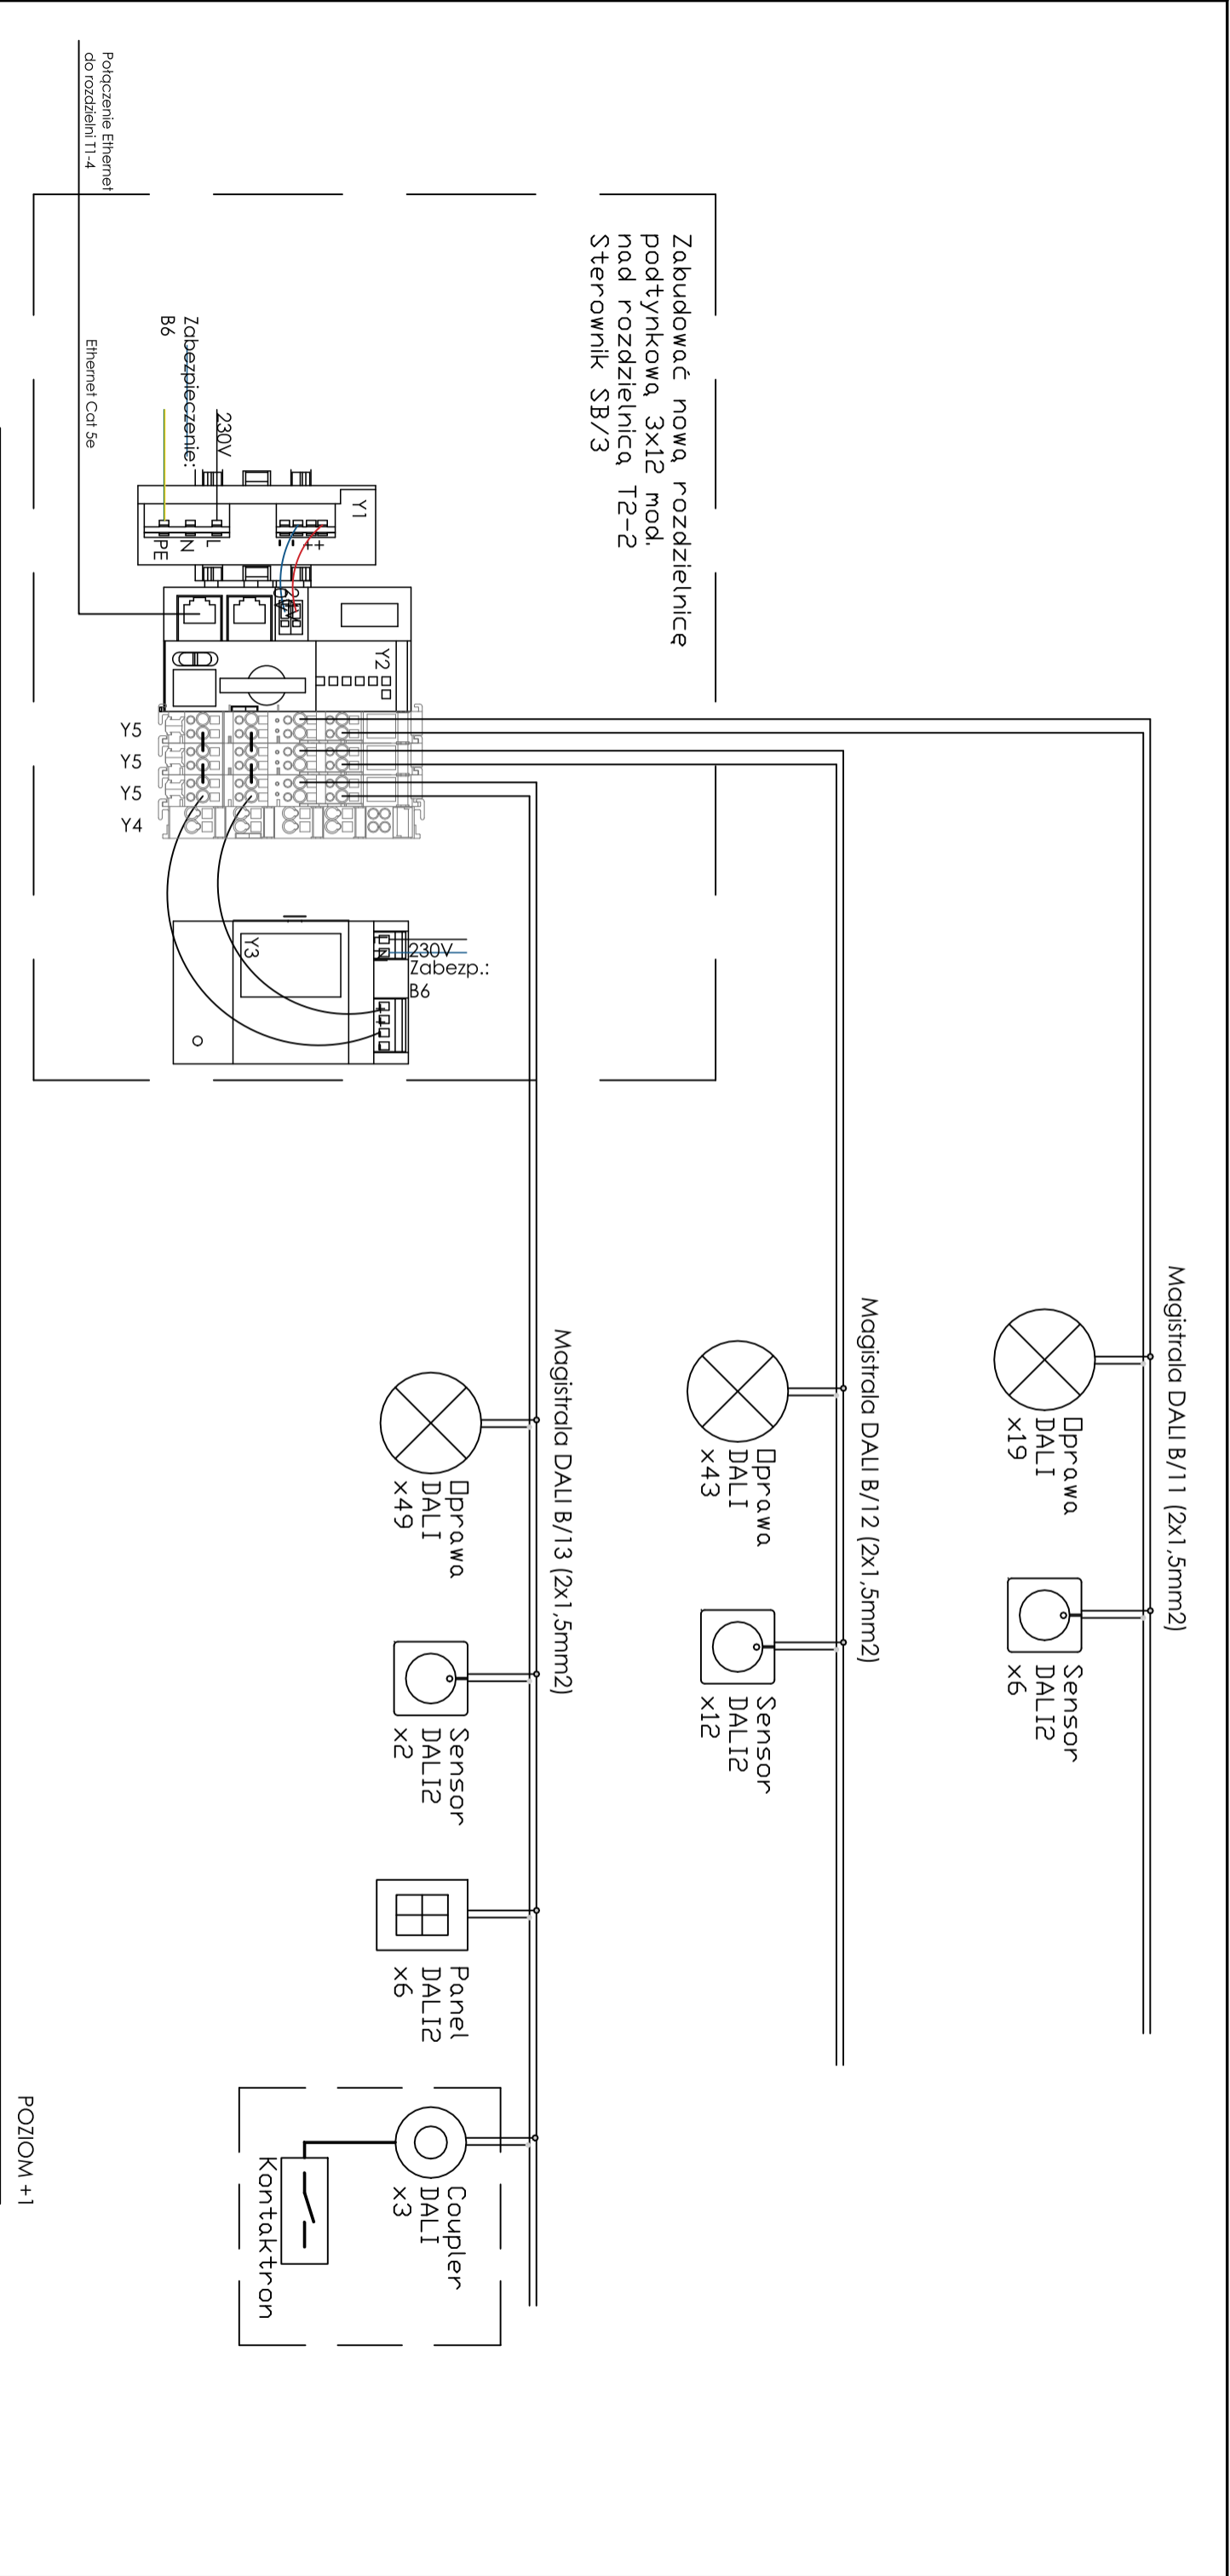 Magistrala DALI B/11 (2x1,5mm2)
Oprawa
DALI
x19
Sensor
DALI2
x6
Magistrala DALI B/12 (2x1,5mm2)
Oprawa
DALI
x43
Sensor
DALI2
x12
Zabudować nową rozdzielnicę
podtynkową 3x12 mod.
nad rozdzielnicą T2-2
Sterownik SB/3
Magistrala DALI B/13 (2x1,5mm2)
Oprawa
DALI
x49
Sensor
DALI2
x2
Panel
DALI2
x6
Coupler
DALI
x3
Kontaktron
230V
Zabezpieczenie:
B6
Y1
+
+
-
-
L
N
PE
Y2
Y5
Y5
Y5
Y4
Y3
230V
Zabezp.:
B6
Połączenie Ethernet
do rozdzielni T1-4
Ethernet Cat 5e
POZIOM +1